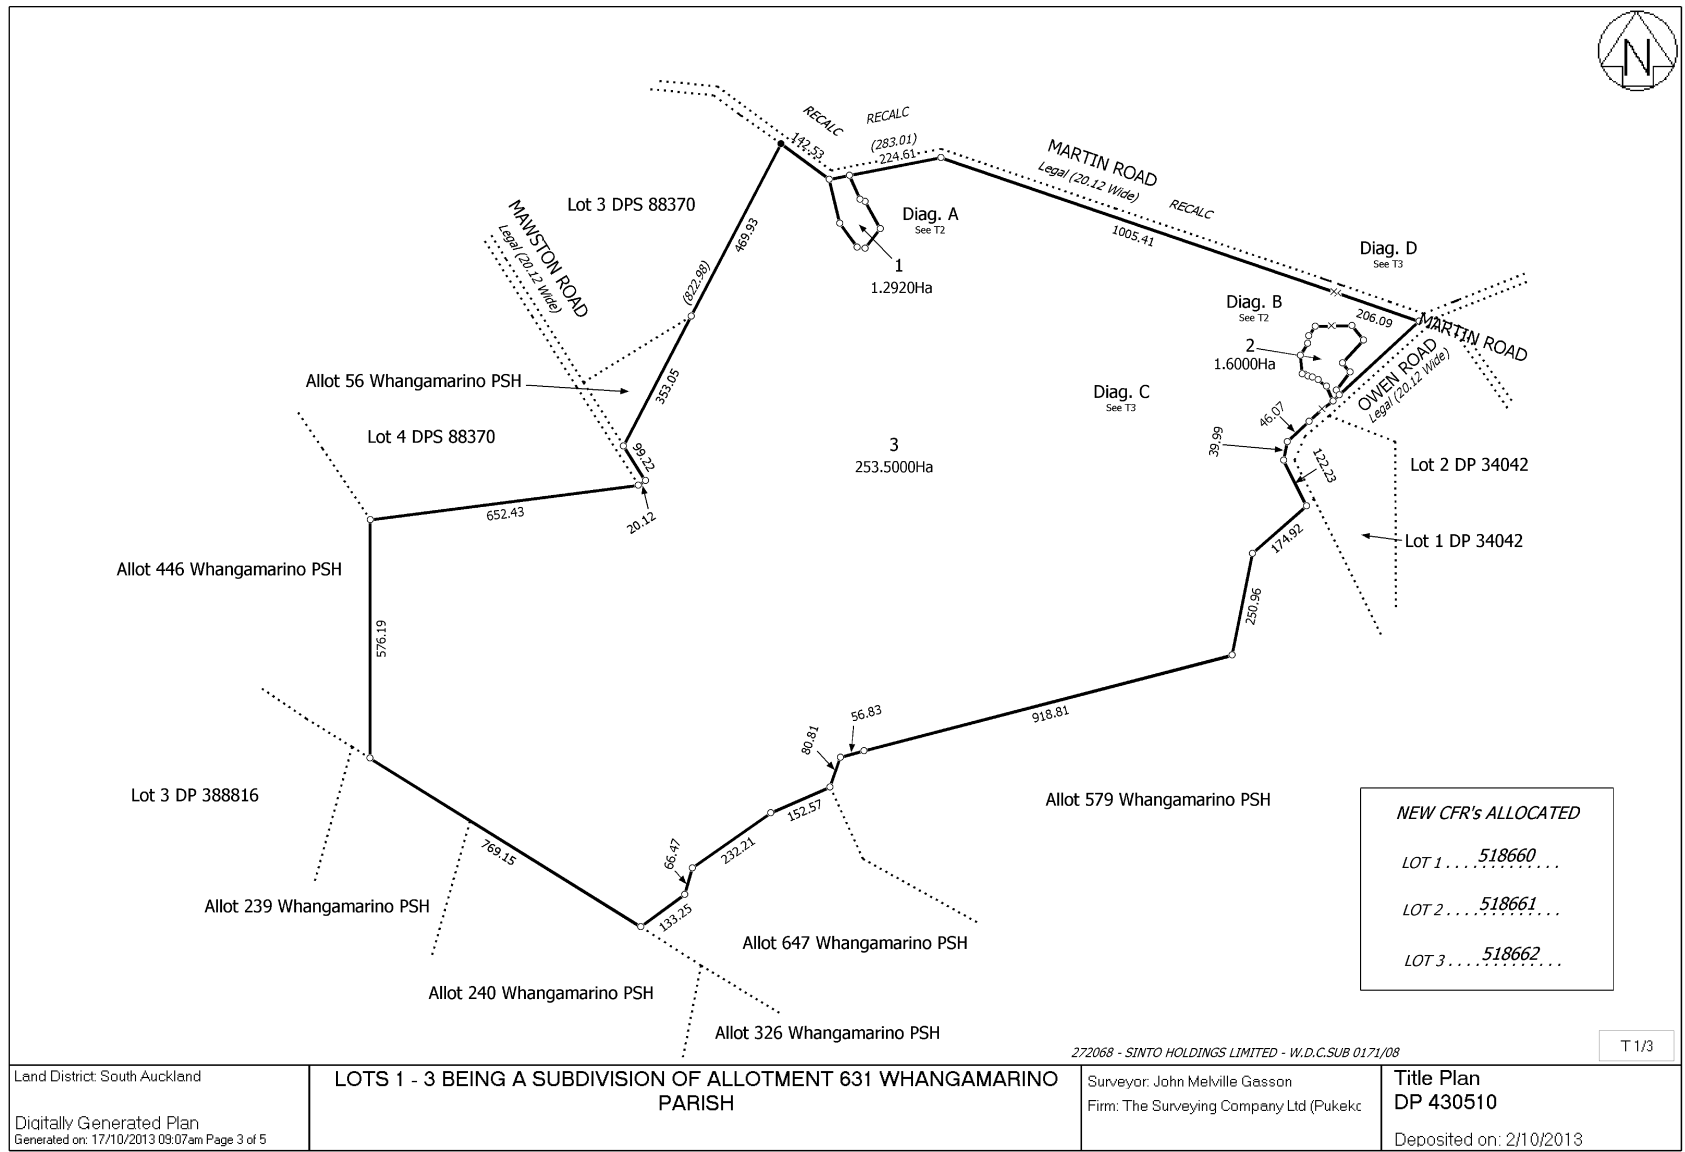 N
RECALC
RECALC
142.53
(283.01)
224.61
MARTIN ROAD
Legal (20.12 Wide)
RECALC
1005.41
Lot 3 DPS 88370
MAWSTON ROAD
Legal (20.12 Wide)
469.93
(822.98)
353.05
Diag. A
See T2
1
1.2920Ha
Diag. D
See T3
Diag. B
See T2
206.09
MARTIN ROAD
2
1.6000Ha
OWEN ROAD
Legal (20.12 Wide)
Allot 56 Whangamarino PSH
Diag. C
See T3
Lot 4 DPS 88370
46.07
39.99
122.23
99.22
3
253.5000Ha
Lot 2 DP 34042
652.43
20.12
174.92
Lot 1 DP 34042
Allot 446 Whangamarino PSH
576.19
250.96
56.83
918.81
80.81
Lot 3 DP 388816
152.57
Allot 579 Whangamarino PSH
769.15
66.47
232.21
133.25
Allot 239 Whangamarino PSH
Allot 647 Whangamarino PSH
Allot 240 Whangamarino PSH
Allot 326 Whangamarino PSH
NEW CFR's ALLOCATED
LOT 1 . . . . 518660 . . .
LOT 2 . . . . 518661 . . .
LOT 3 . . . . 518662 . . .
T 1/3
272068 - SINTO HOLDINGS LIMITED - W.D.C.SUB 0171/08
Land District: South Auckland
Digitally Generated Plan
Generated on: 17/10/2013 09:07am Page 3 of 5
LOTS 1 - 3 BEING A SUBDIVISION OF ALLOTMENT 631 WHANGAMARINO
PARISH
Surveyor: John Melville Gasson
Firm: The Surveying Company Ltd (Pukeko
Title Plan
DP 430510
Deposited on: 2/10/2013